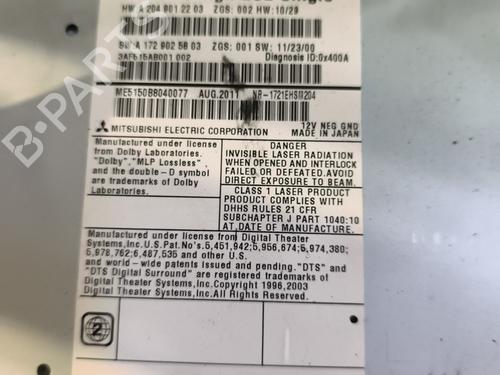 HW: A 204 901 22 03 ZGS: 002 HW: 10/29
SW: A 172 902 58 03 ZGS: 001 SW: 11/23/00
3AF515AB001 002 Diagnosis ID:0x400A
ME5150B8040077 AUG.2011 NR-1721EHSM204
MITSUBISHI ELECTRIC CORPORATION 12V NEG GND
MADE IN JAPAN
Manufactured under license
from Dolby Laboratories.
"Dolby","MLP Lossless",
and the double-D symbol
are trademarks of Dolby
Laboratories.
DANGER
INVISIBLE LASER RADIATION
WHEN OPENED AND INTERLOCK
FAILED OR DEFEATED.AVOID
DIRECT EXPOSURE TO BEAM.
CLASS 1 LASER PRODUCT
PRODUCT COMPLIES WITH
DHHS RULES 21 CFR
SUBCHAPTER J PART 1040:10
AT DATE OF MANUFACTURE.
Manufactured under license from Digital Theater
Systems,Inc.U.S.Pat.No's.5,451,942;5,956,674;5,974,380;
5,978,762;6,487,535 and other U.S.
and world-wide patents issued and pending."DTS" and
"DTS Digital Surround" are registered trademarks of
Digital Theater Systems,Inc.Copyright 1996,2003
Digital Theater Systems,Inc.All Rights Reserved.
2
B-PARTS